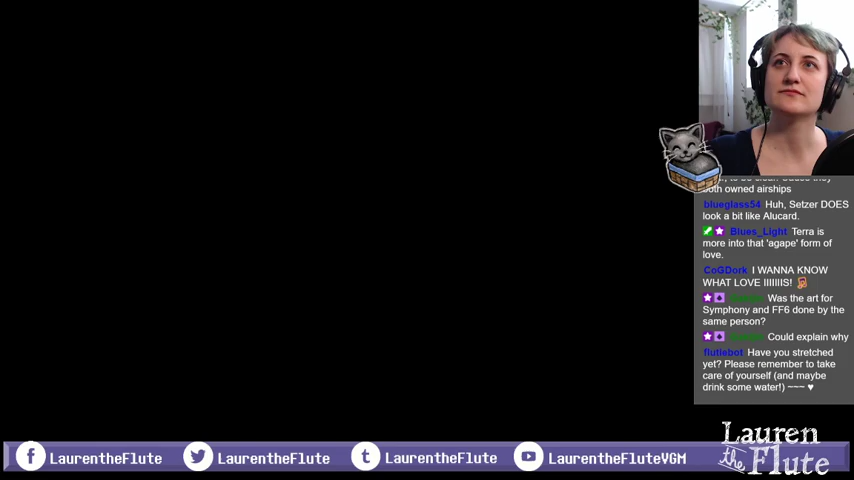 both owned airships
blueglass54 Huh, Setzer DOES
look a bit like Alucard.
Blues_Light Terra is
more into that 'agape' form of
love.
CoGDork I WANNA KNOW
WHAT LOVE IIIIIIIS!
Was the art for
Symphony and FF6 done by the
same person?
Could explain why
flutiebot Have you stretched
yet? Please remember to take
care of yourself (and maybe
drink some water!) ~~~ ♥
LaurentheFlute
LaurentheFlute
LaurentheFlute
LaurentheFluteVGM
Lauren
the Flute